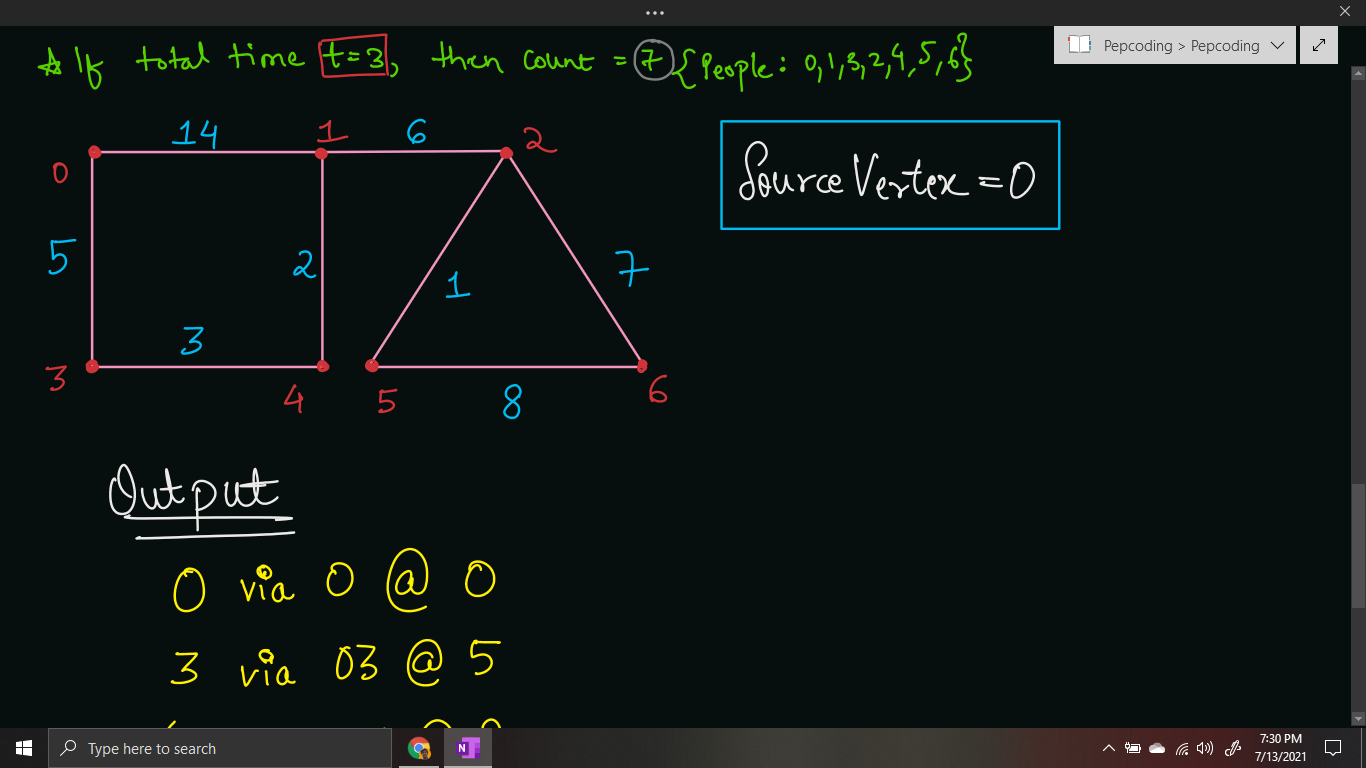 ...
☆ If total time t=3, then count = 7 {People: 0,1,3,2,4,5,6}
Pepcoding > Pepcoding
14 1 6 2
0
Source Vertex = 0
5 2 1 7
3
3 4 5 8 6
Output
0 via 0 @ 0
3 via 03 @ 5
Type here to search
7:30 PM
7/13/2021